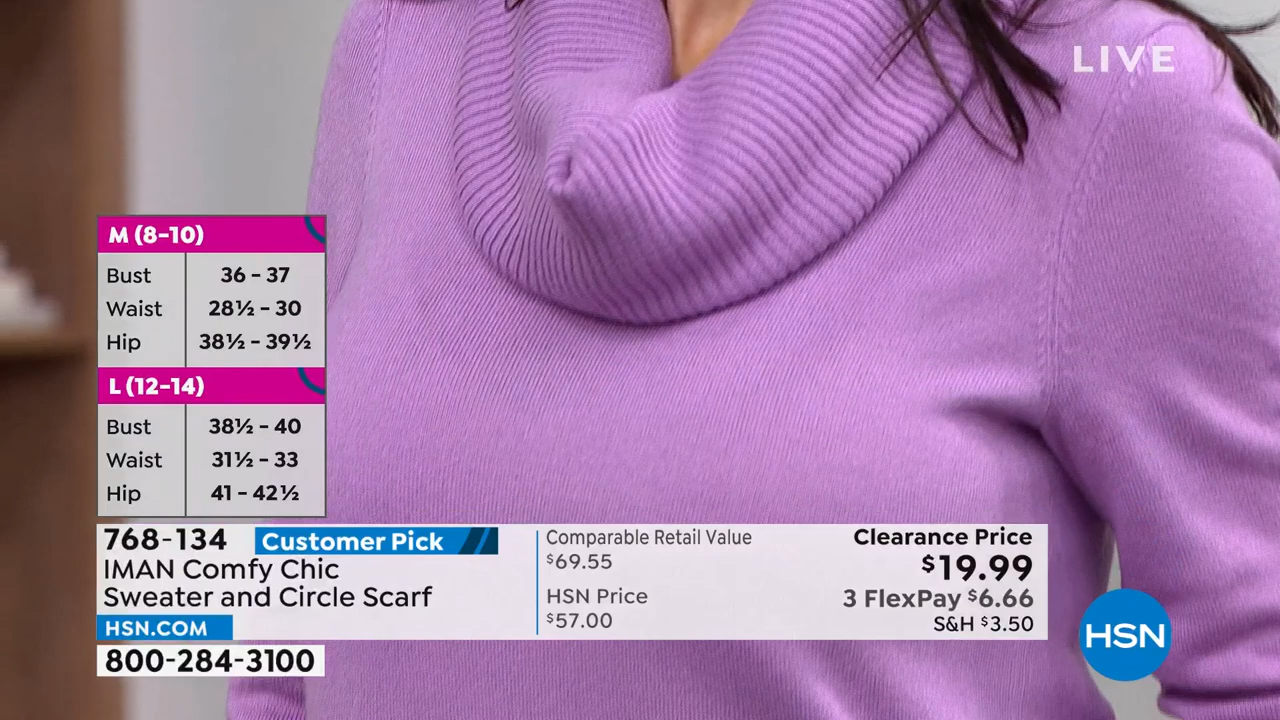 LIVE
M (8-10)
Bust 36 - 37
Waist 28½ - 30
Hip 38½ - 39½
L (12-14)
Bust 38½ - 40
Waist 31½ - 33
Hip 41 - 42½
768-134 Customer Pick
IMAN Comfy Chic
Sweater and Circle Scarf
HSN.COM
800-284-3100
Comparable Retail Value
$69.55
HSN Price
$57.00
Clearance Price
$19.99
3 FlexPay $6.66
S&H $3.50
HSN